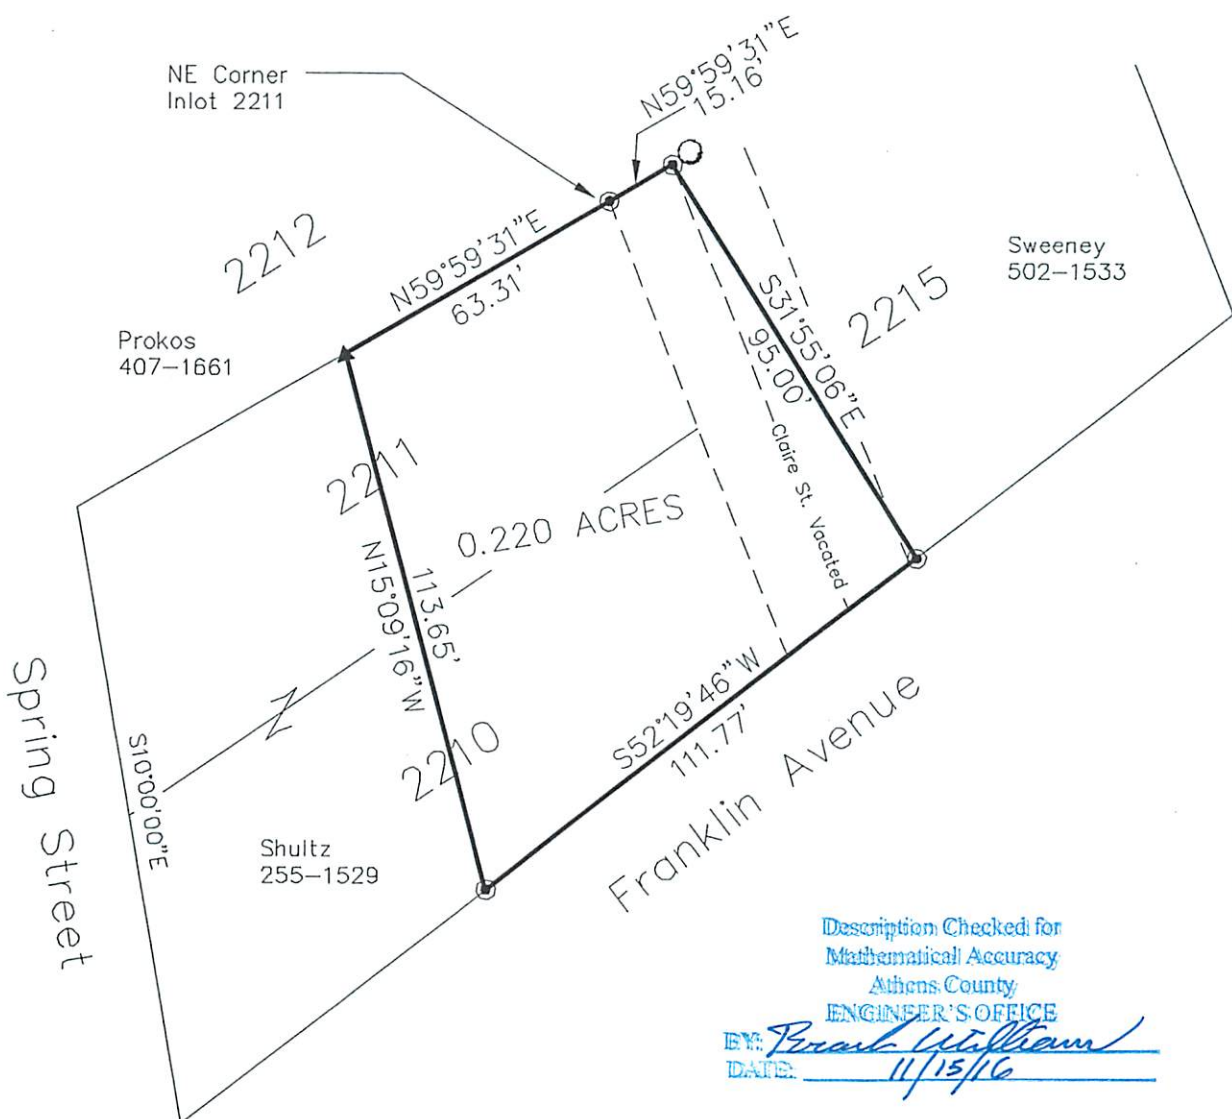 NE Corner
Inlot 2211
N59°59'31"E
15.16'
2212
N59°59'31"E
63.31'
Sweeney
502-1533
Prokos
407-1661
S31°55'06"E
95.00'
2215
Claire St. Vacated
2211
0.220 ACRES
N15°09'16"W
113.65'
Z
2210
S52°19'46"W
111.77'
Franklin Avenue
Spring Street
S10°00'00"E
Shultz
255-1529
Description Checked for
Mathematical Accuracy
Athens County
ENGINEER'S OFFICE
BY:
DATE: 11/15/16